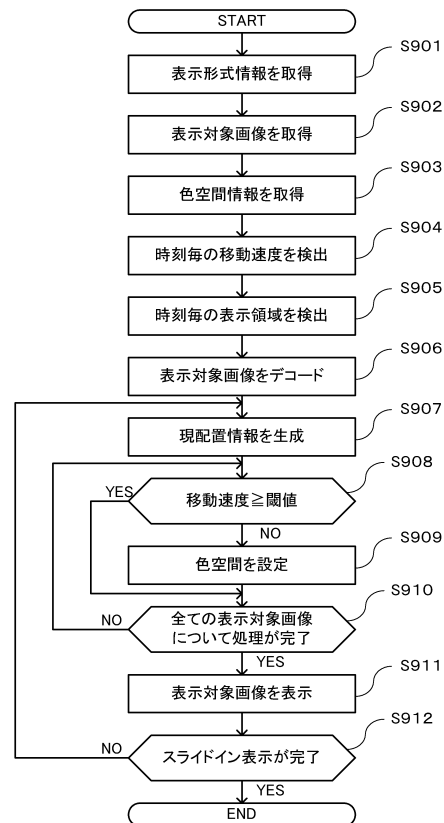 START
S901
表示形式情報を取得
S902
表示対象画像を取得
S903
色空間情報を取得
S904
時刻毎の移動速度を検出
S905
時刻毎の表示領域を検出
S906
表示対象画像をデコード
S907
現配置情報を生成
S908
YES
移動速度≧閾値
NO
S909
色空間を設定
S910
NO
全ての表示対象画像
について処理が完了
YES
S911
表示対象画像を表示
S912
NO
スライドイン表示が完了
YES
END